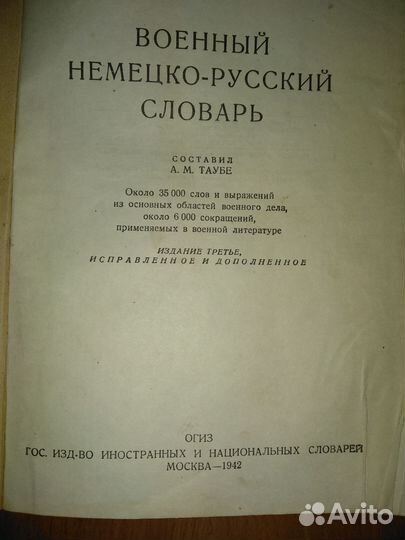 ВОЕННЫЙ
НЕМЕЦКО-РУССКИЙ
СЛОВАРЬ
СОСТАВИЛ
А. М. ТАУБЕ
Около 35 000 слов и выражений
из основных областей военного дела,
около 6 000 сокращений,
применяемых в военной литературе
ИЗДАНИЕ ТРЕТЬЕ,
ИСПРАВЛЕННОЕ И ДОПОЛНЕННОЕ
ОГИЗ
ГОС. ИЗД-ВО ИНОСТРАННЫХ И НАЦИОНАЛЬНЫХ СЛОВАРЕЙ
МОСКВА—1942
Avito